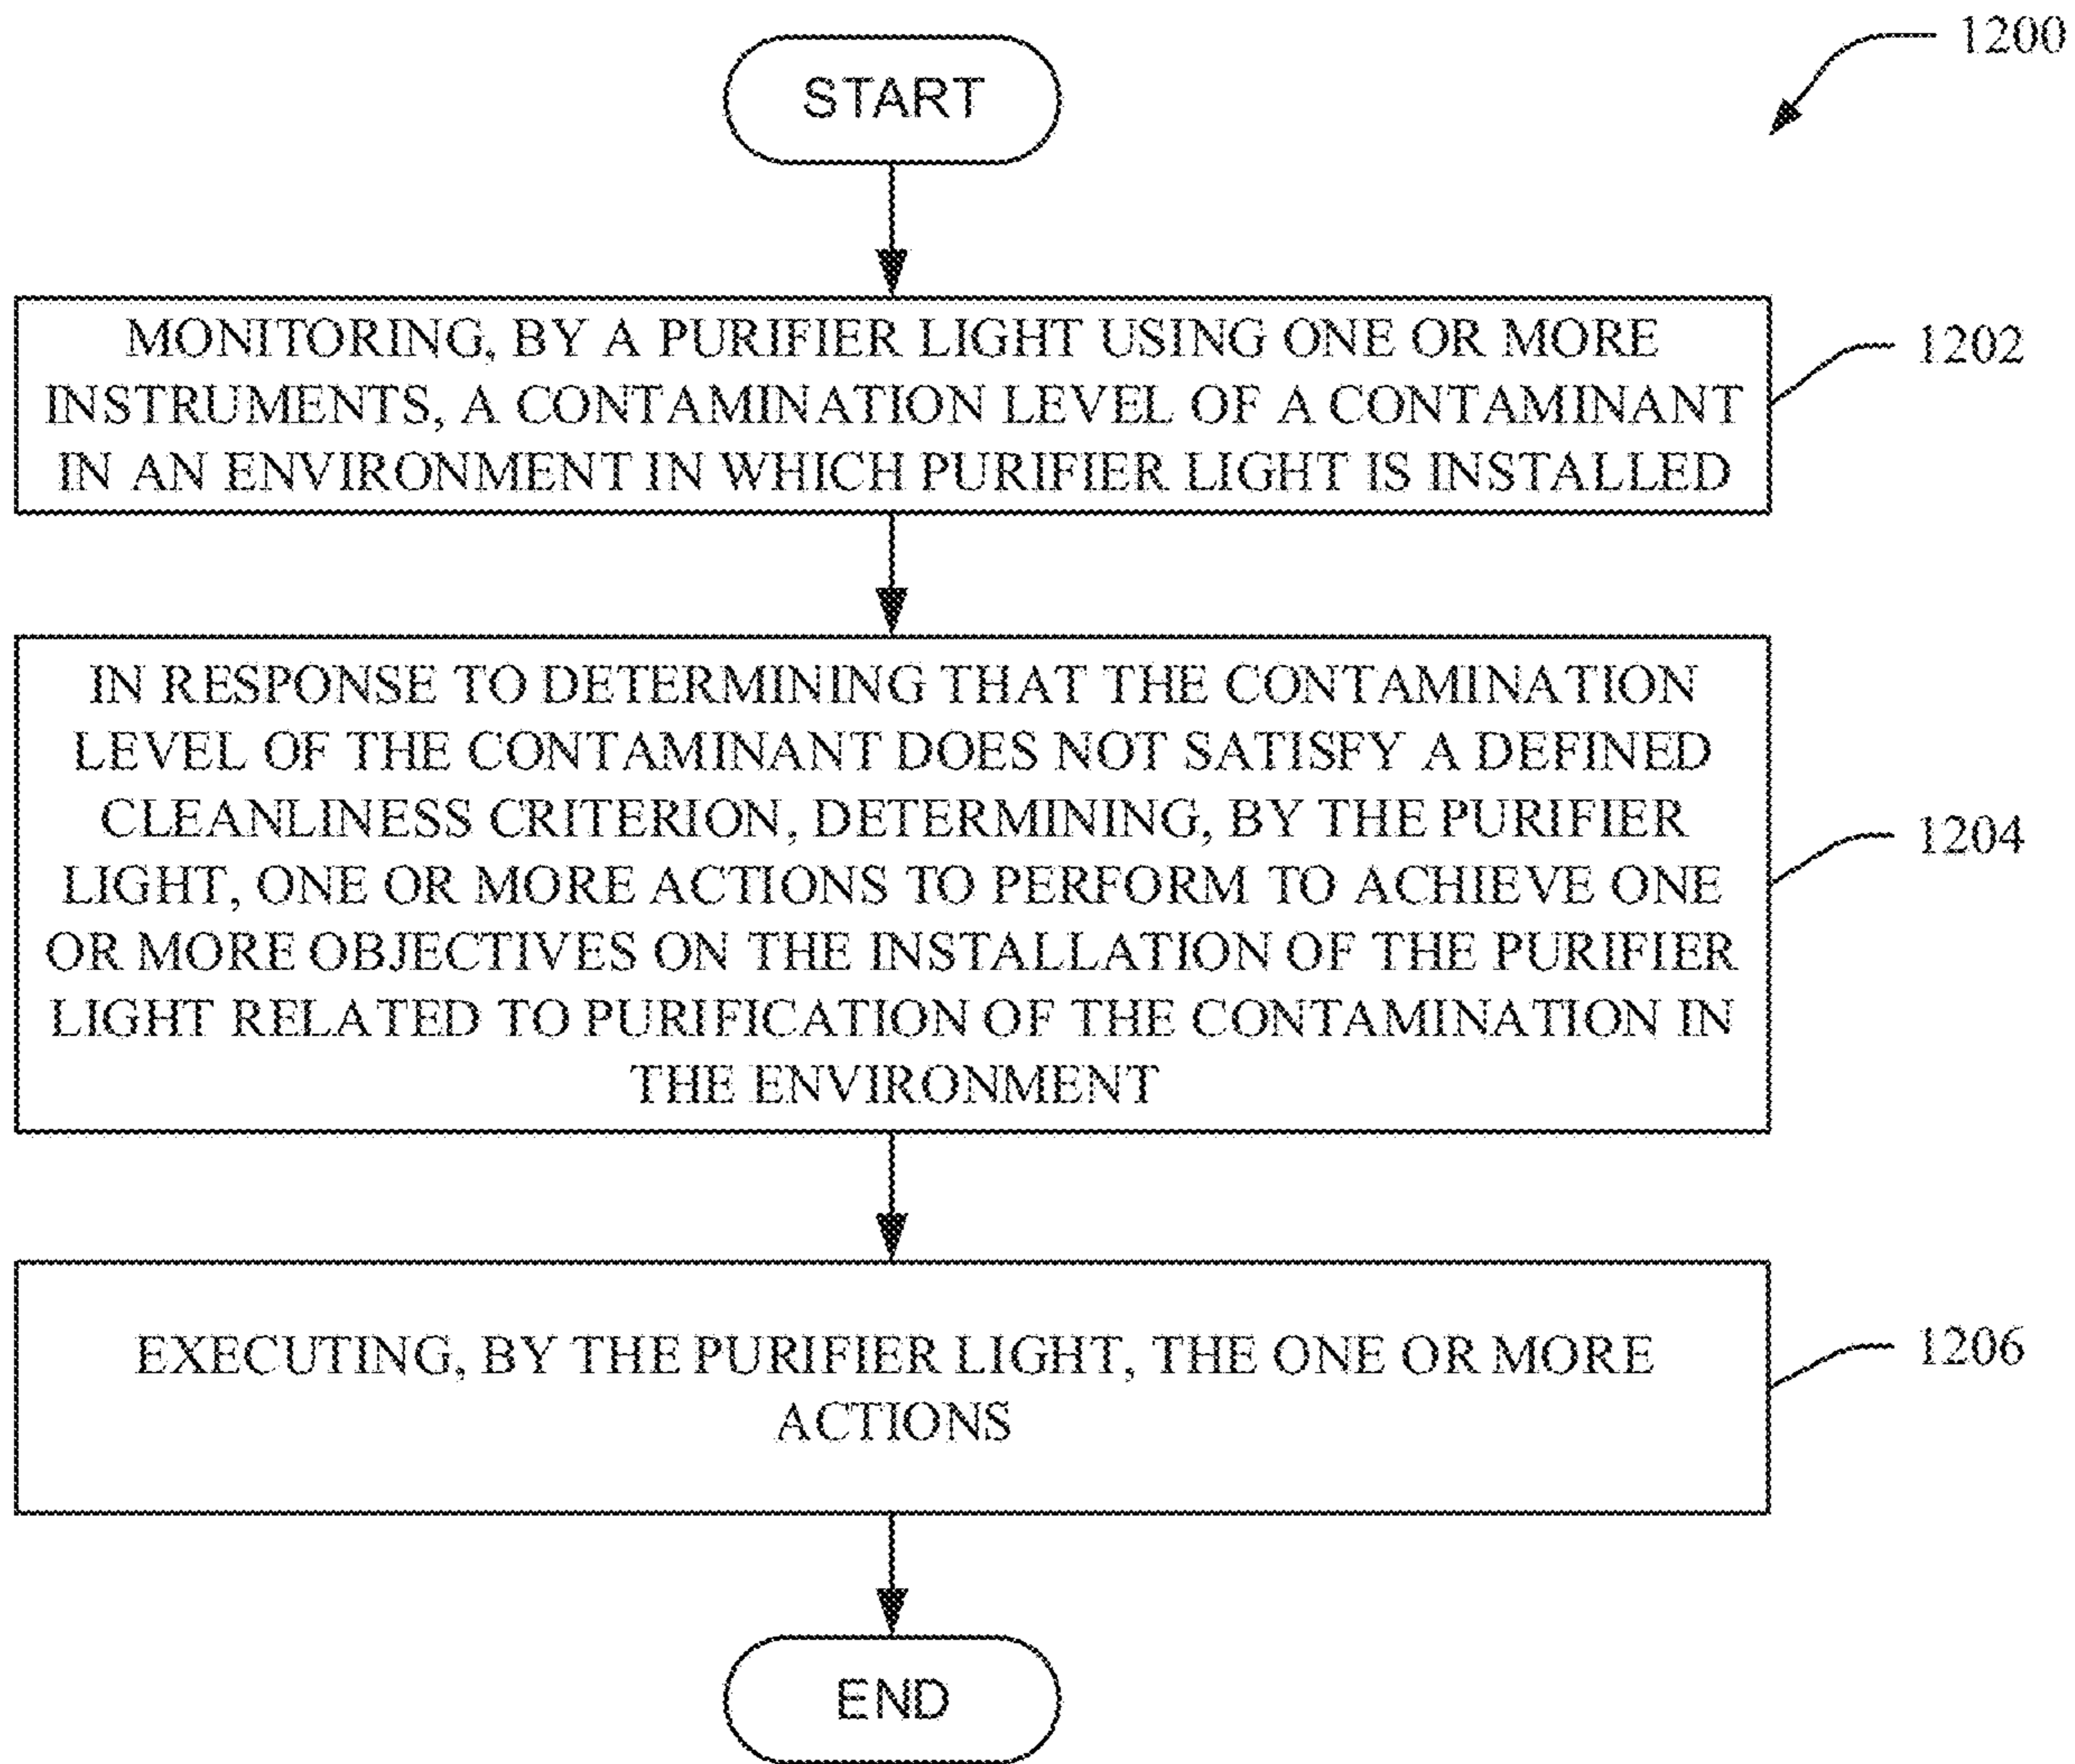 1200
START
MONITORING, BY A PURIFIER LIGHT USING ONE OR MORE
INSTRUMENTS, A CONTAMINATION LEVEL OF A CONTAMINANT
IN AN ENVIRONMENT IN WHICH PURIFIER LIGHT IS INSTALLED
1202
IN RESPONSE TO DETERMINING THAT THE CONTAMINATION
LEVEL OF THE CONTAMINANT DOES NOT SATISFY A DEFINED
CLEANLINESS CRITERION, DETERMINING, BY THE PURIFIER
LIGHT, ONE OR MORE ACTIONS TO PERFORM TO ACHIEVE ONE
OR MORE OBJECTIVES ON THE INSTALLATION OF THE PURIFIER
LIGHT RELATED TO PURIFICATION OF THE CONTAMINATION IN
THE ENVIRONMENT
1204
EXECUTING, BY THE PURIFIER LIGHT, THE ONE OR MORE
ACTIONS
1206
END